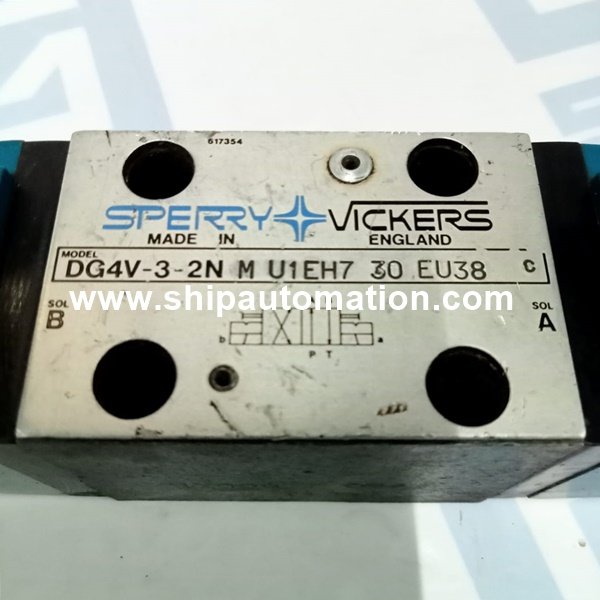 617354
SPERRY VICKERS
MADE IN ENGLAND
MODEL
DG4V-3-2N M U1EH7 30 EU38 C
www.shipautomation.com
SOL B
SOL A
b a
P T